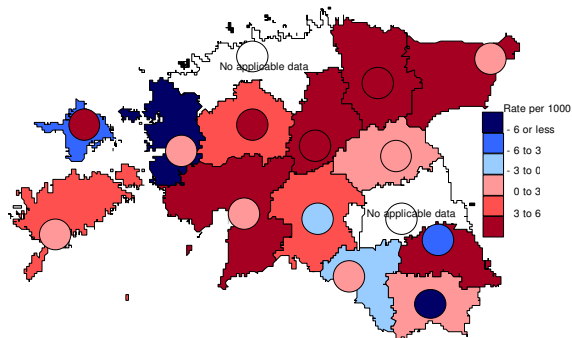 No applicable data
Rate per 1000
- 6 or less
- 6 to 3
- 3 to 0
0 to 3
3 to 6
No applicable data